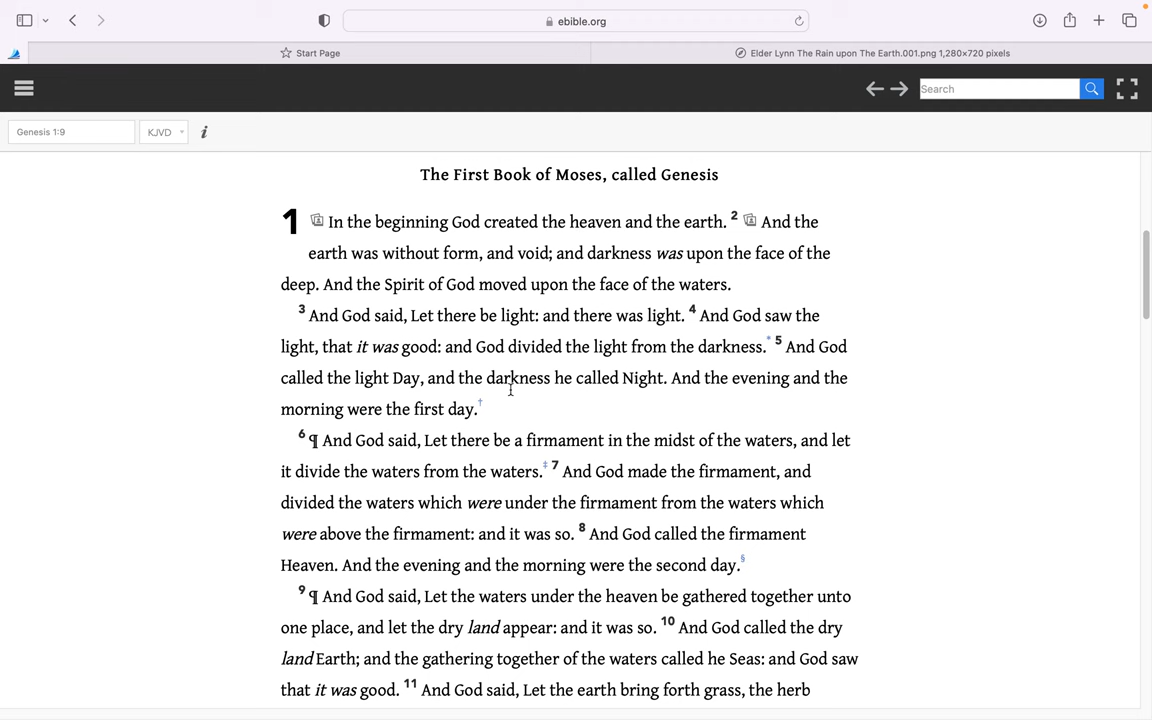 ebible.org
Start Page
Elder Lynn The Rain upon The Earth.001.png 1,280×720 pixels
Search
Genesis 1:9 KJVD i
The First Book of Moses, called Genesis
1 In the beginning God created the heaven and the earth. 2 And the
earth was without form, and void; and darkness was upon the face of the
deep. And the Spirit of God moved upon the face of the waters.
3 And God said, Let there be light: and there was light. 4 And God saw the
light, that it was good: and God divided the light from the darkness.* 5 And God
called the light Day, and the darkness he called Night. And the evening and the
morning were the first day.†
6 ¶ And God said, Let there be a firmament in the midst of the waters, and let
it divide the waters from the waters.‡ 7 And God made the firmament, and
divided the waters which were under the firmament from the waters which
were above the firmament: and it was so. 8 And God called the firmament
Heaven. And the evening and the morning were the second day.§
9 ¶ And God said, Let the waters under the heaven be gathered together unto
one place, and let the dry land appear: and it was so. 10 And God called the dry
land Earth; and the gathering together of the waters called he Seas: and God saw
that it was good. 11 And God said, Let the earth bring forth grass, the herb